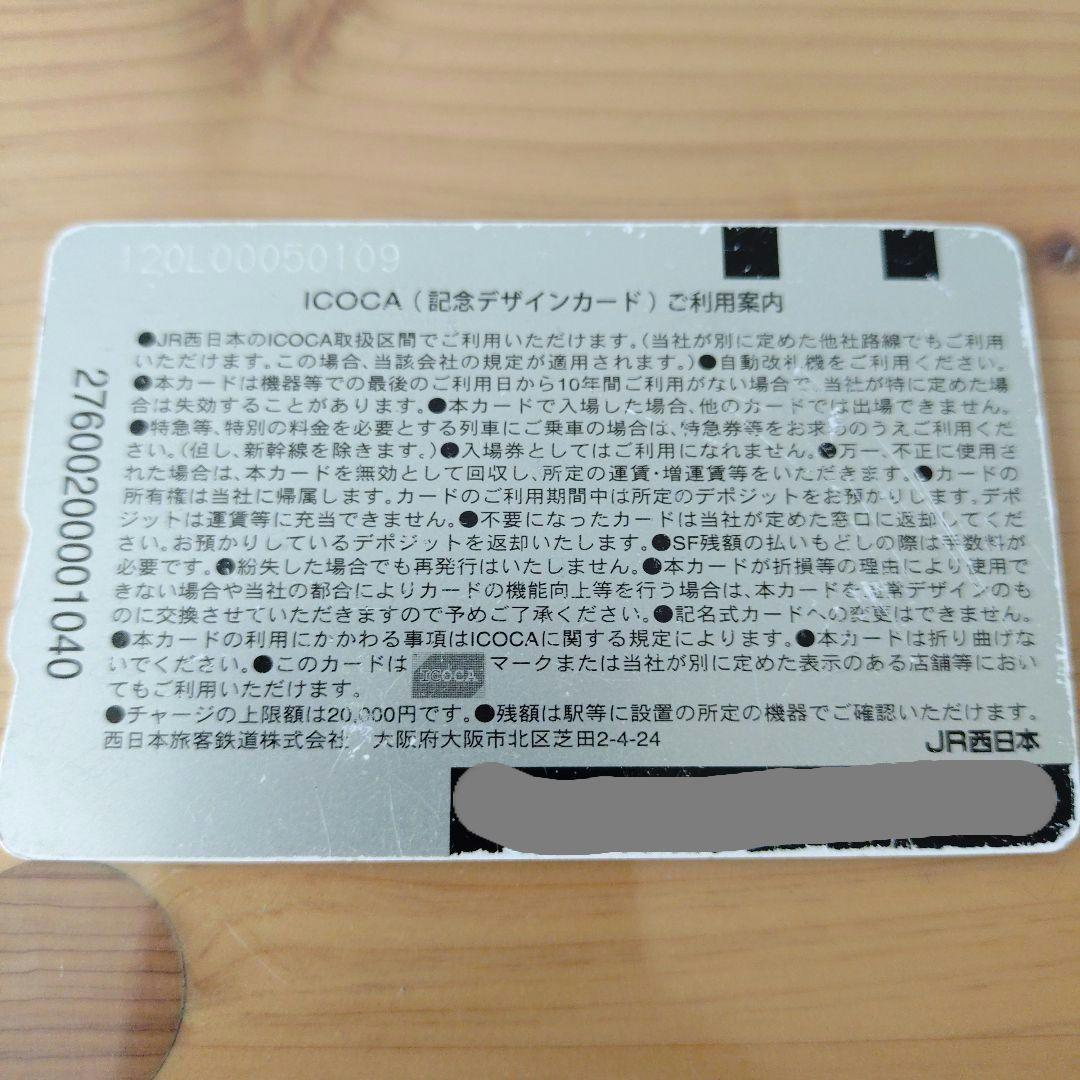 120L00050109
ICOCA（記念デザインカード）ご利用案内
●JR西日本のICOCA取扱区間でご利用いただけます。（当社が別に定めた他社路線でもご利用
いただけます。この場合、当該会社の規定が適用されます。）●自動改札機をご利用ください。
●本カードは機器等での最後のご利用日から10年間ご利用がない場合で、当社が特に定めた場
合は失効することがあります。●本カードで入場した場合、他のカードでは出場できません。
●特急等、特別の料金を必要とする列車にご乗車の場合は、特急券等をお求めのうえご利用くだ
さい。（但し、新幹線を除きます。）●入場券としてはご利用になれません。●万一、不正に使用さ
れた場合は、本カードを無効として回収し、所定の運賃・増運賃等をいただきます。●カードの
所有権は当社に帰属します。カードのご利用期間中は所定のデポジットをお預かりします。デポ
ジットは運賃等に充当できません。●不要になったカードは当社が定めた窓口に返却してくだ
さい。お預かりしているデポジットを返却いたします。●SF残額の払いもどしの際は手数料が
必要です。●紛失した場合でも再発行はいたしません。●本カードが折損等の理由により使用で
きない場合や当社の都合によりカードの機能向上等を行う場合は、本カードを通常デザインのも
のに交換させていただきますので予めご了承ください。●記名式カードへの変更はできません。
●本カードの利用にかかわる事項はICOCAに関する規定によります。●本カードは折り曲げな
いでください。●このカードは ICOCA マークまたは当社が別に定めた表示のある店舗等におい
てもご利用いただけます。
●チャージの上限額は20,000円です。●残額は駅等に設置の所定の機器でご確認いただけます。
西日本旅客鉄道株式会社 大阪府大阪市北区芝田2-4-24
JR西日本
2760020001040